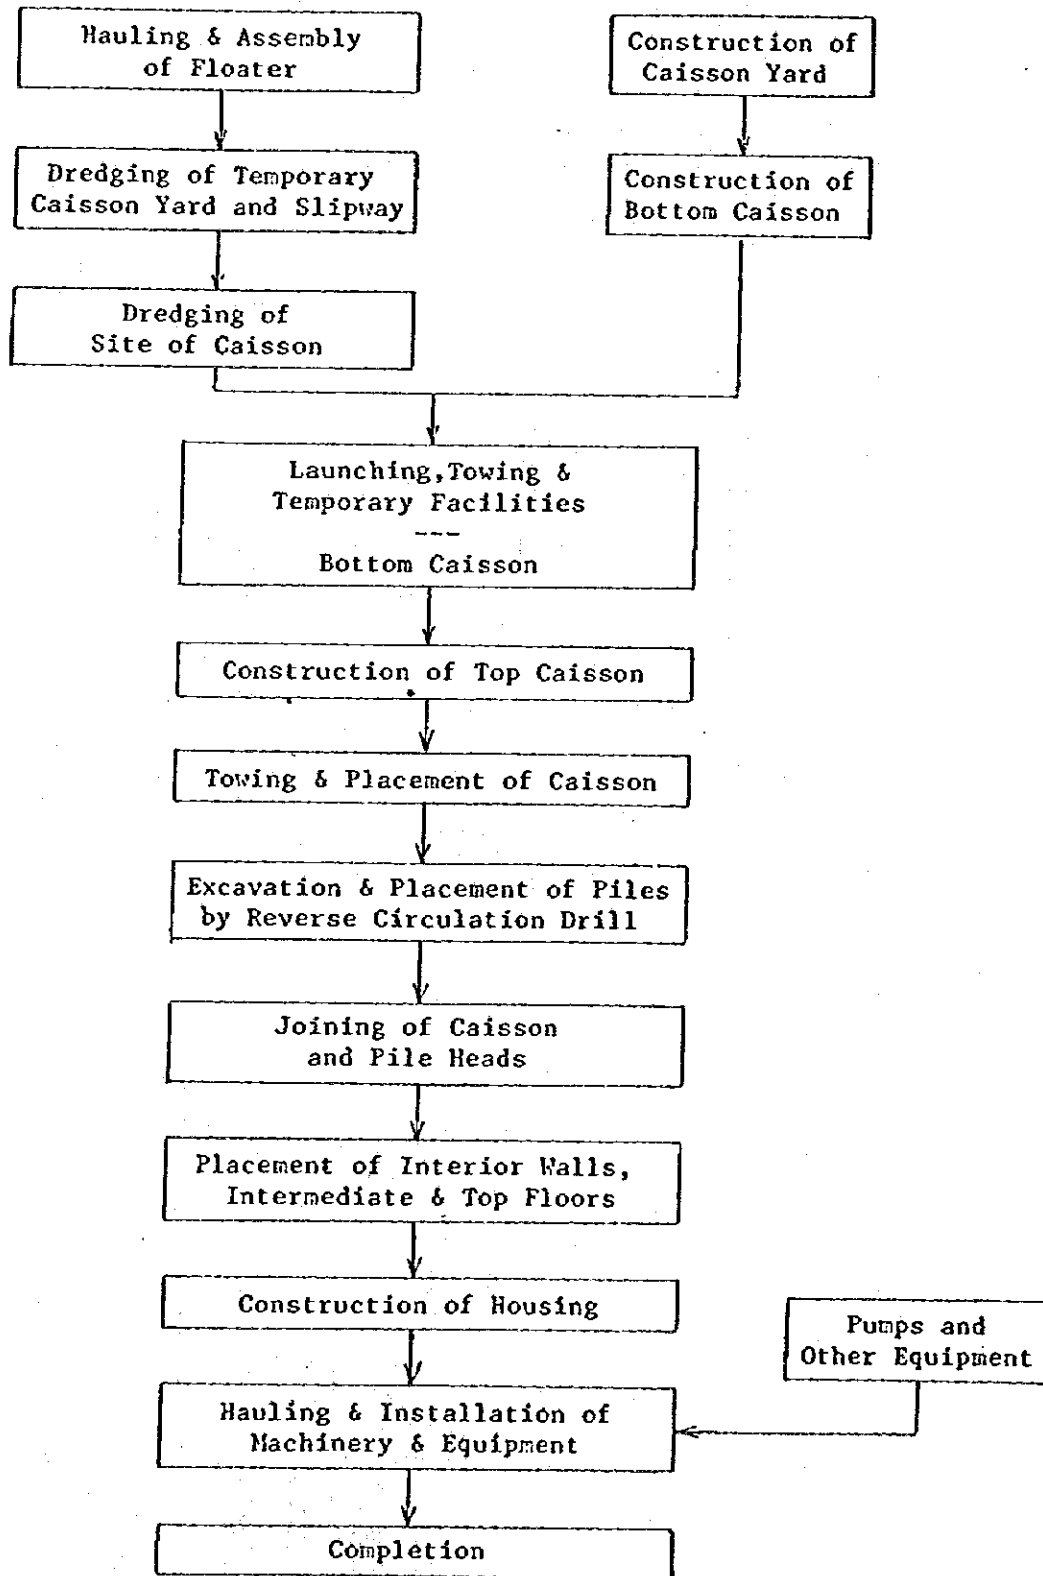 Hauling & Assembly
of Floater
Construction of
Caisson Yard
Dredging of Temporary
Caisson Yard and Slipway
Construction of
Bottom Caisson
Dredging of
Site of Caisson
Launching,Towing &
Temporary Facilities
---
Bottom Caisson
Construction of Top Caisson
Towing & Placement of Caisson
Excavation & Placement of Piles
by Reverse Circulation Drill
Joining of Caisson
and Pile Heads
Placement of Interior Walls,
Intermediate & Top Floors
Construction of Housing
Pumps and
Other Equipment
Hauling & Installation of
Machinery & Equipment
Completion